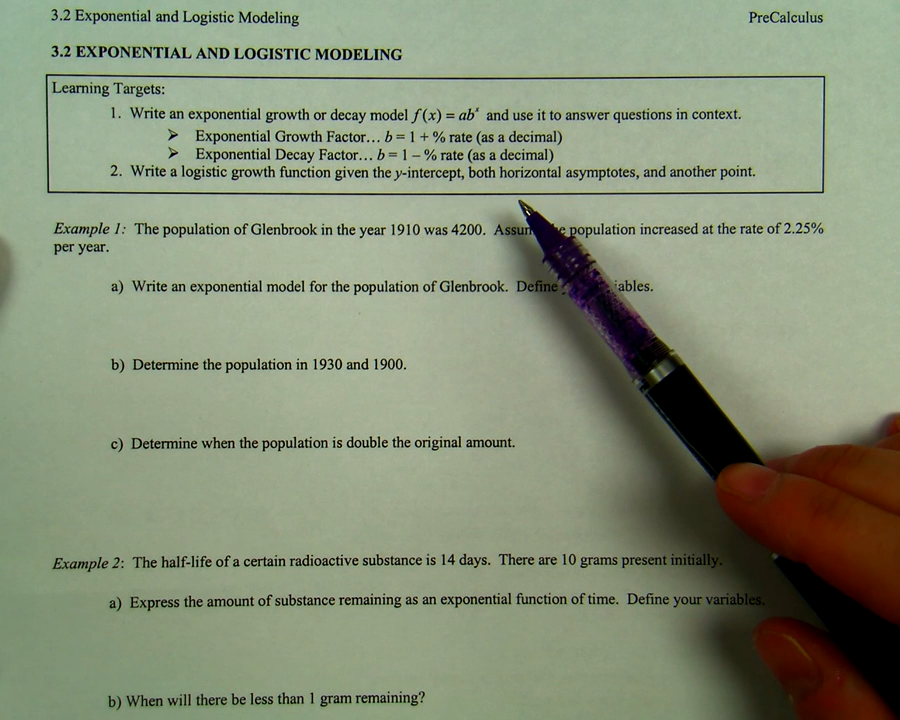 3.2 Exponential and Logistic Modeling PreCalculus
3.2 EXPONENTIAL AND LOGISTIC MODELING
Learning Targets:
1. Write an exponential growth or decay model f(x) = abˣ and use it to answer questions in context.
➢ Exponential Growth Factor… b = 1 + % rate (as a decimal)
➢ Exponential Decay Factor… b = 1 – % rate (as a decimal)
2. Write a logistic growth function given the y-intercept, both horizontal asymptotes, and another point.
Example 1: The population of Glenbrook in the year 1910 was 4200. population increased at the rate of 2.25%
per year.
a) Write an exponential model for the population of Glenbrook. Define
b) Determine the population in 1930 and 1900.
c) Determine when the population is double the original amount.
Example 2: The half-life of a certain radioactive substance is 14 days. There are 10 grams present initially.
a) Express the amount of substance remaining as an exponential function of time. Define your variables.
b) When will there be less than 1 gram remaining?